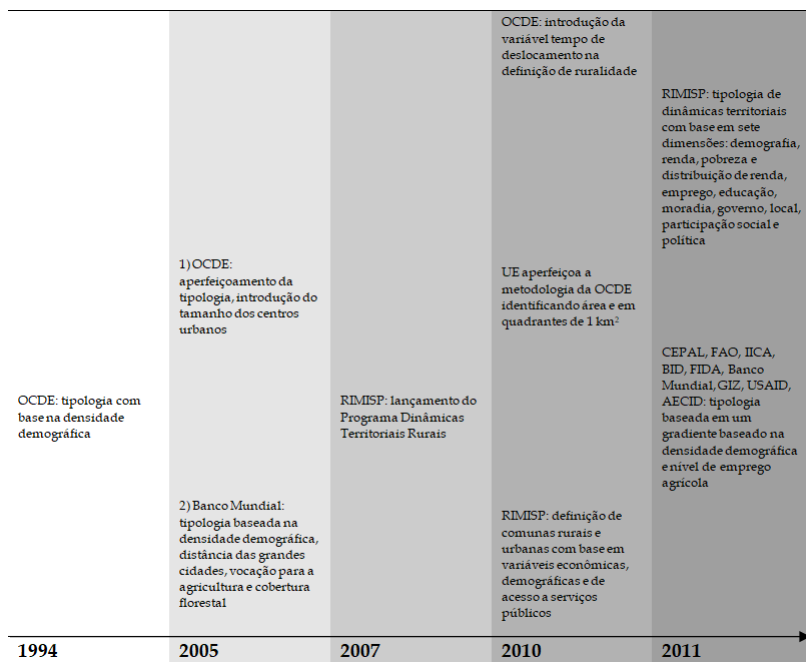 OCDE: tipologia com
base na densidade
demográfica
1994
1) OCDE:
aperfeiçoamento da
tipologia, introdução do
tamanho dos centros
urbanos
2) Banco Mundial:
tipologia baseada na
densidade demográfica,
distância das grandes
cidades, vocação para a
agricultura e cobertura
florestal
2005
RIMISP: lançamento do
Programa Dinâmicas
Territoriais Rurais
2007
OCDE: introdução da
variável tempo de
deslocamento na
definição de ruralidade
UE aperfeiçoa a
metodologia da OCDE
identificando área e em
quadrantes de 1 km²
RIMISP: definição de
comunas rurais e
urbanas com base em
variáveis econômicas,
demográficas e de
acesso a serviços
públicos
2010
RIMISP: tipologia de
dinâmicas territoriais
com base em sete
dimensões: demografia,
renda, pobreza e
distribuição de renda,
emprego, educação,
moradia, governo, local,
participação social e
política
CEPAL, FAO, IICA,
BID, FIDA, Banco
Mundial, GIZ, USAID,
AECID: tipologia
baseada em um
gradiente baseado na
densidade demográfica
e nível de emprego
agrícola
2011